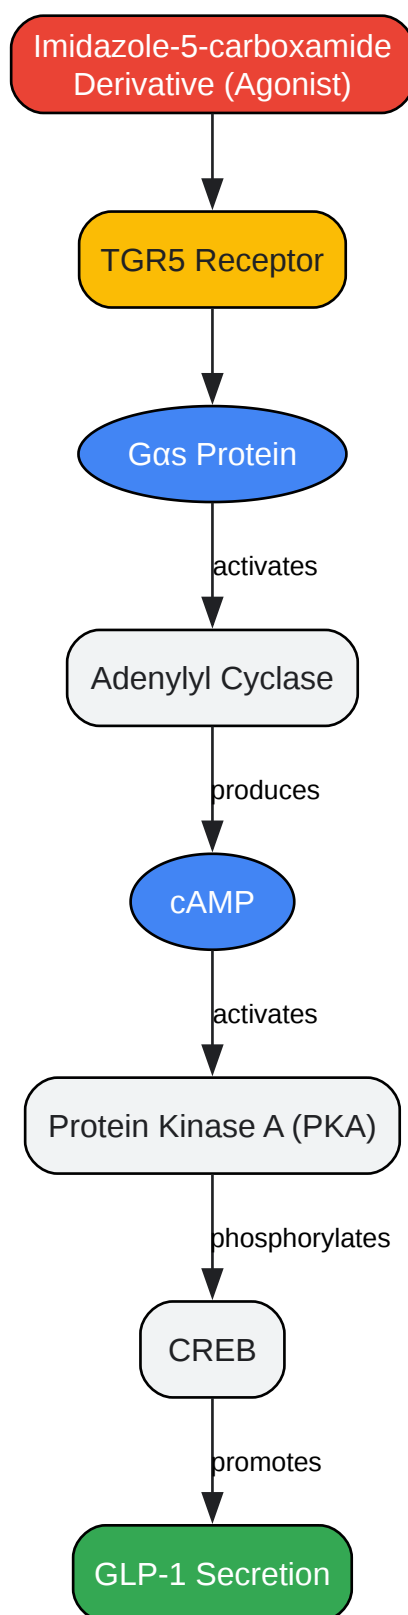 Imidazole-5-carboxamide
Derivative (Agonist)
TGR5 Receptor
Gαs Protein
activates
Adenylyl Cyclase
produces
cAMP
activates
Protein Kinase A (PKA)
phosphorylates
CREB
promotes
GLP-1 Secretion